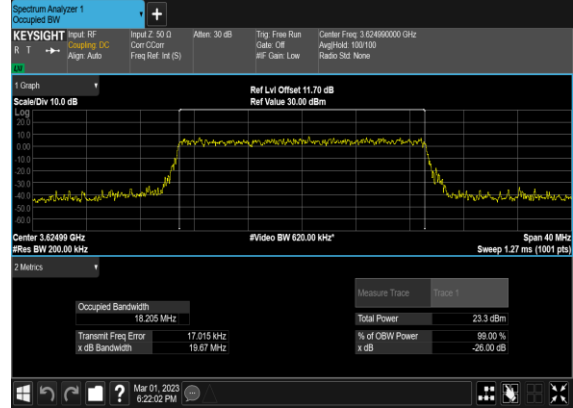 Spectrum Analyzer 1
Occupied BW
+
KEYSIGHT Input: RF Input Z: 50 Ω Atten: 30 dB Trig: Free Run Center Freq: 3.624990000 GHz
R T Coupling: DC Corr CCorr Gate: Off Avg|Hold: 100/100
Align: Auto Freq Ref: Int (S) #IF Gain: Low Radio Std: None
1 Graph
Ref Lvl Offset 11.70 dB
Scale/Div 10.0 dB Ref Value 30.00 dBm
Log
20.0
10.0
0.00
-10.0
-20.0
-30.0
-40.0
-50.0
-60.0
Center 3.62499 GHz #Video BW 620.00 kHz* Span 40 MHz
#Res BW 200.00 kHz Sweep 1.27 ms (1001 pts)
2 Metrics
Measure Trace Trace 1
Occupied Bandwidth
18.205 MHz Total Power 23.3 dBm
Transmit Freq Error 17.015 kHz % of OBW Power 99.00 %
x dB Bandwidth 19.67 MHz x dB -26.00 dB
? Mar 01, 2023
6:22:02 PM